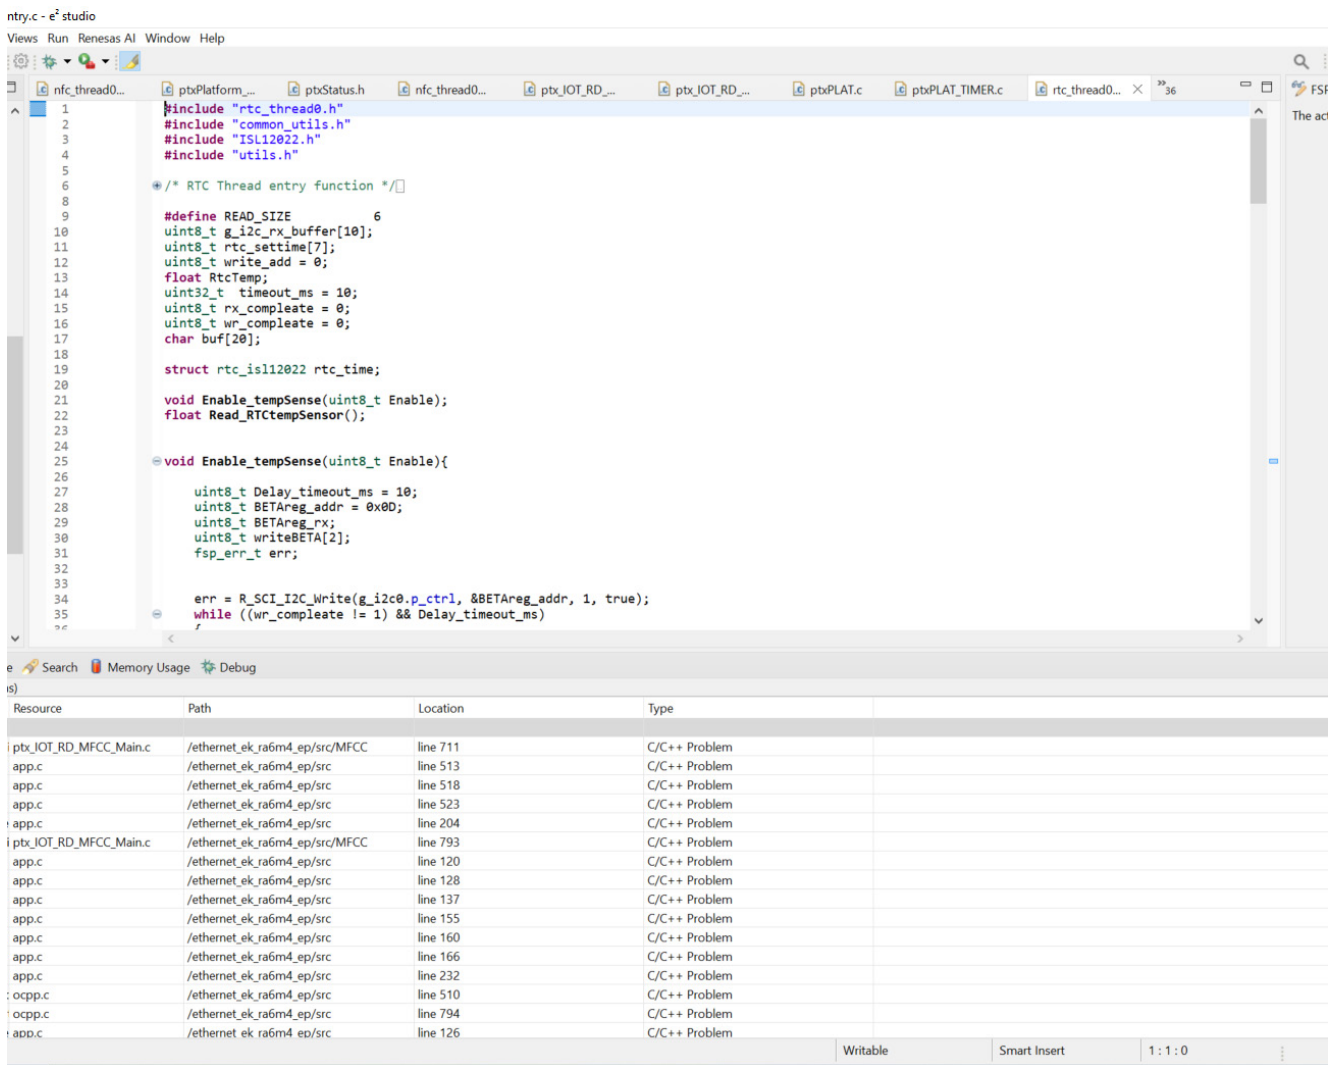 ntry.c - e² studio
Views Run Renesas AI Window Help
nfc_thread0... ptxPlatform_... ptxStatus.h nfc_thread0... ptx_IOT_RD_... ptx_IOT_RD_... ptxPLAT.c ptxPLAT_TIMER.c rtc_thread0... »36 FSP
The act
1 #include "rtc_thread0.h"
2 #include "common_utils.h"
3 #include "ISL12022.h"
4 #include "utils.h"
5
6 /* RTC Thread entry function */
8
9 #define READ_SIZE 6
10 uint8_t g_i2c_rx_buffer[10];
11 uint8_t rtc_settime[7];
12 uint8_t write_add = 0;
13 float RtcTemp;
14 uint32_t timeout_ms = 10;
15 uint8_t rx_compleate = 0;
16 uint8_t wr_compleate = 0;
17 char buf[20];
18
19 struct rtc_isl12022 rtc_time;
20
21 void Enable_tempSense(uint8_t Enable);
22 float Read_RTCtempSensor();
23
24
25 void Enable_tempSense(uint8_t Enable){
26
27 uint8_t Delay_timeout_ms = 10;
28 uint8_t BETAreg_addr = 0x0D;
29 uint8_t BETAreg_rx;
30 uint8_t writeBETA[2];
31 fsp_err_t err;
32
33
34 err = R_SCI_I2C_Write(g_i2c0.p_ctrl, &BETAreg_addr, 1, true);
35 while ((wr_compleate != 1) && Delay_timeout_ms)
36 {
e Search Memory Usage Debug
ns)
Resource Path Location Type
ptx_IOT_RD_MFCC_Main.c /ethernet_ek_ra6m4_ep/src/MFCC line 711 C/C++ Problem
app.c /ethernet_ek_ra6m4_ep/src line 513 C/C++ Problem
app.c /ethernet_ek_ra6m4_ep/src line 518 C/C++ Problem
app.c /ethernet_ek_ra6m4_ep/src line 523 C/C++ Problem
app.c /ethernet_ek_ra6m4_ep/src line 204 C/C++ Problem
ptx_IOT_RD_MFCC_Main.c /ethernet_ek_ra6m4_ep/src/MFCC line 793 C/C++ Problem
app.c /ethernet_ek_ra6m4_ep/src line 120 C/C++ Problem
app.c /ethernet_ek_ra6m4_ep/src line 128 C/C++ Problem
app.c /ethernet_ek_ra6m4_ep/src line 137 C/C++ Problem
app.c /ethernet_ek_ra6m4_ep/src line 155 C/C++ Problem
app.c /ethernet_ek_ra6m4_ep/src line 160 C/C++ Problem
app.c /ethernet_ek_ra6m4_ep/src line 166 C/C++ Problem
app.c /ethernet_ek_ra6m4_ep/src line 232 C/C++ Problem
ocpp.c /ethernet_ek_ra6m4_ep/src line 510 C/C++ Problem
ocpp.c /ethernet_ek_ra6m4_ep/src line 794 C/C++ Problem
app.c /ethernet_ek_ra6m4_ep/src line 126 C/C++ Problem
Writable Smart Insert 1 : 1 : 0